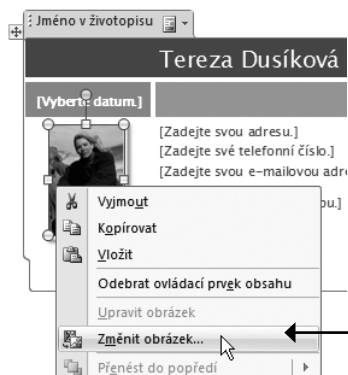 Jméno v životopisu
Tereza Dusíková
[Vyberte datum.]
[Zadejte svou adresu.]
[Zadejte své telefonní číslo.]
[Zadejte svou e-mailovou adre
bu.]
Vyjmout
Kopírovat
Vložit
Odebrat ovládací prvek obsahu
Upravit obrázek
Změnit obrázek...
Přenést do popředí